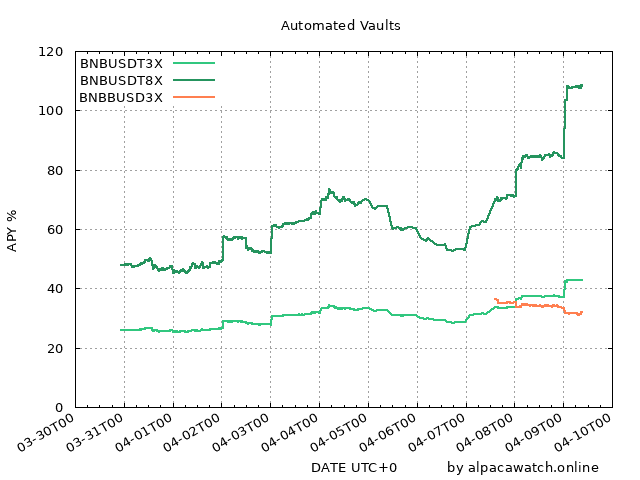 Automated Vaults
120
100
80
60
40
20
0
APY %
BNBUSDT3X
BNBUSDT8X
BNBBUSD3X
03-30T00
03-31T00
04-01T00
04-02T00
04-03T00
04-04T00
04-05T00
04-06T00
04-07T00
04-08T00
04-09T00
04-10T00
DATE UTC+0
by alpacawatch.online